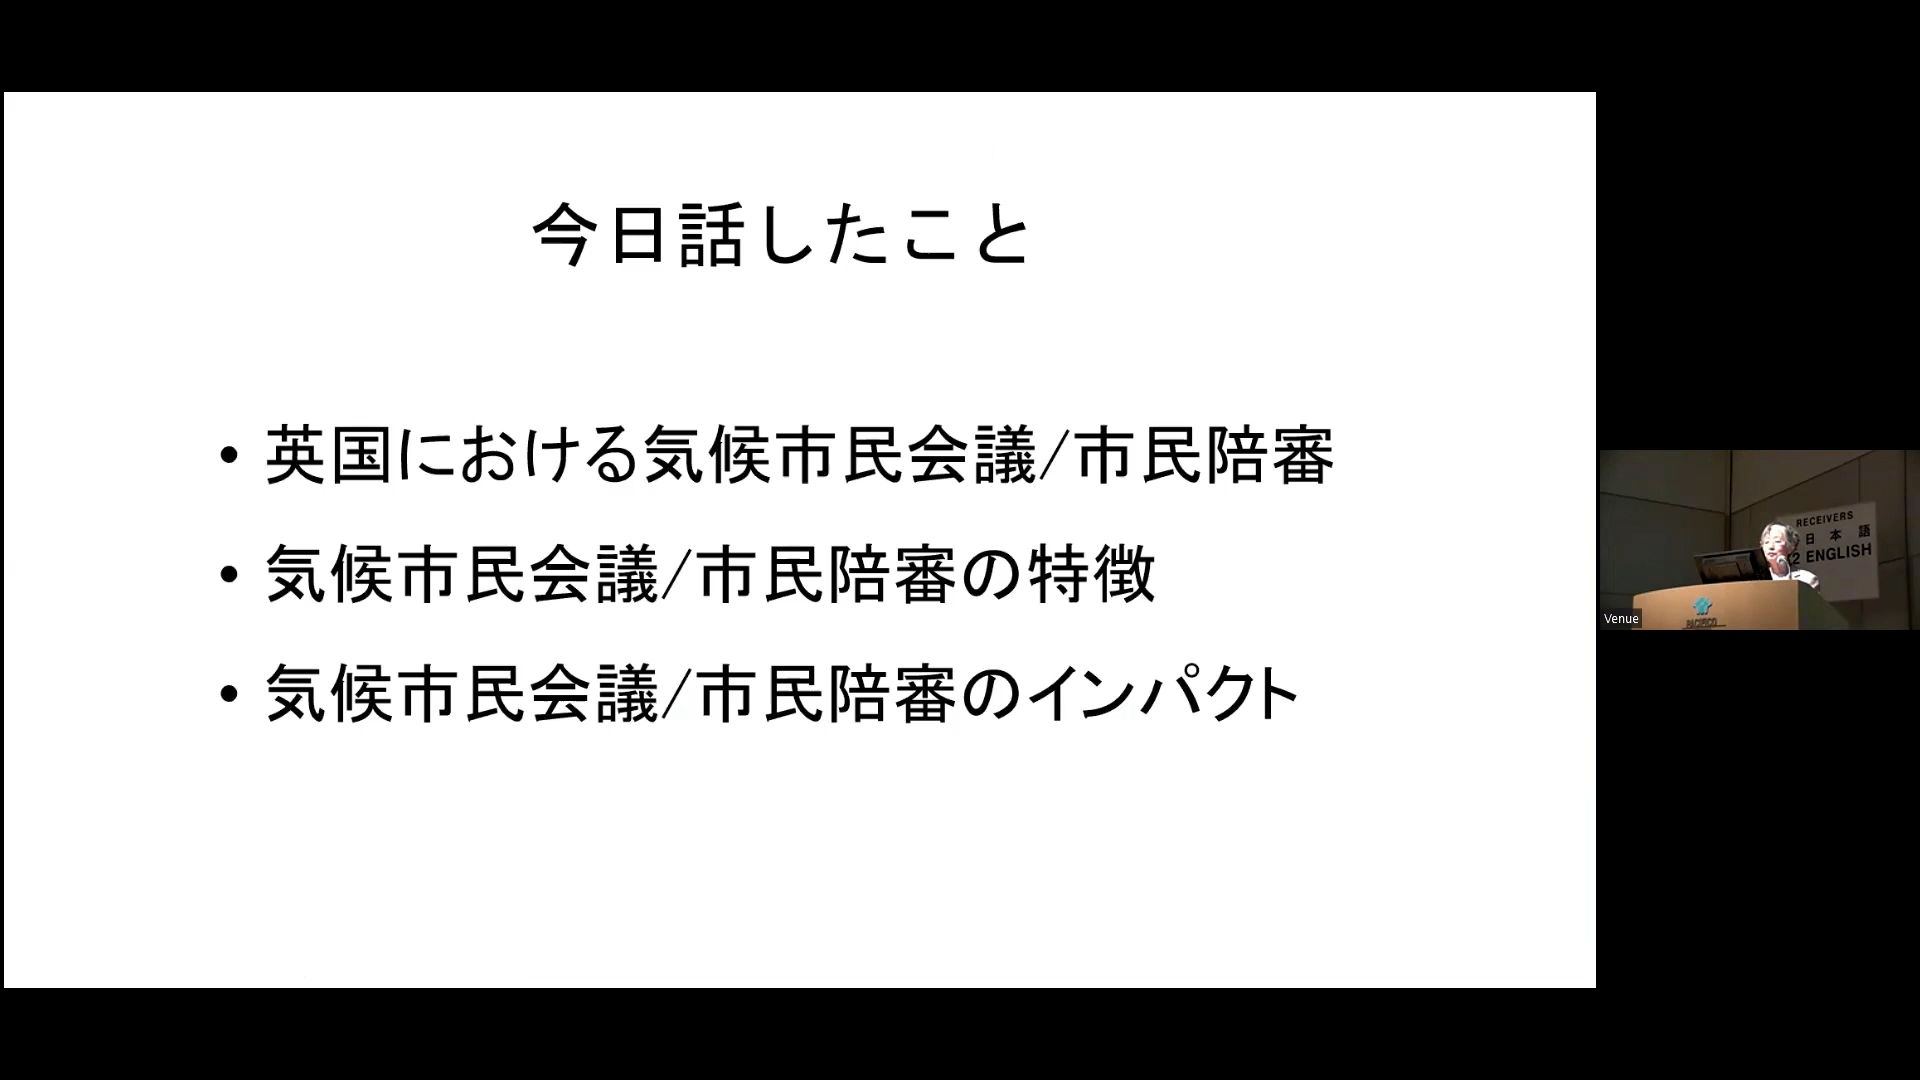 今日話したこと
• 英国における気候市民会議/市民陪審
• 気候市民会議/市民陪審の特徴
• 気候市民会議/市民陪審のインパクト
RECEIVERS
日本語
2 ENGLISH
PACIFICO
Venue